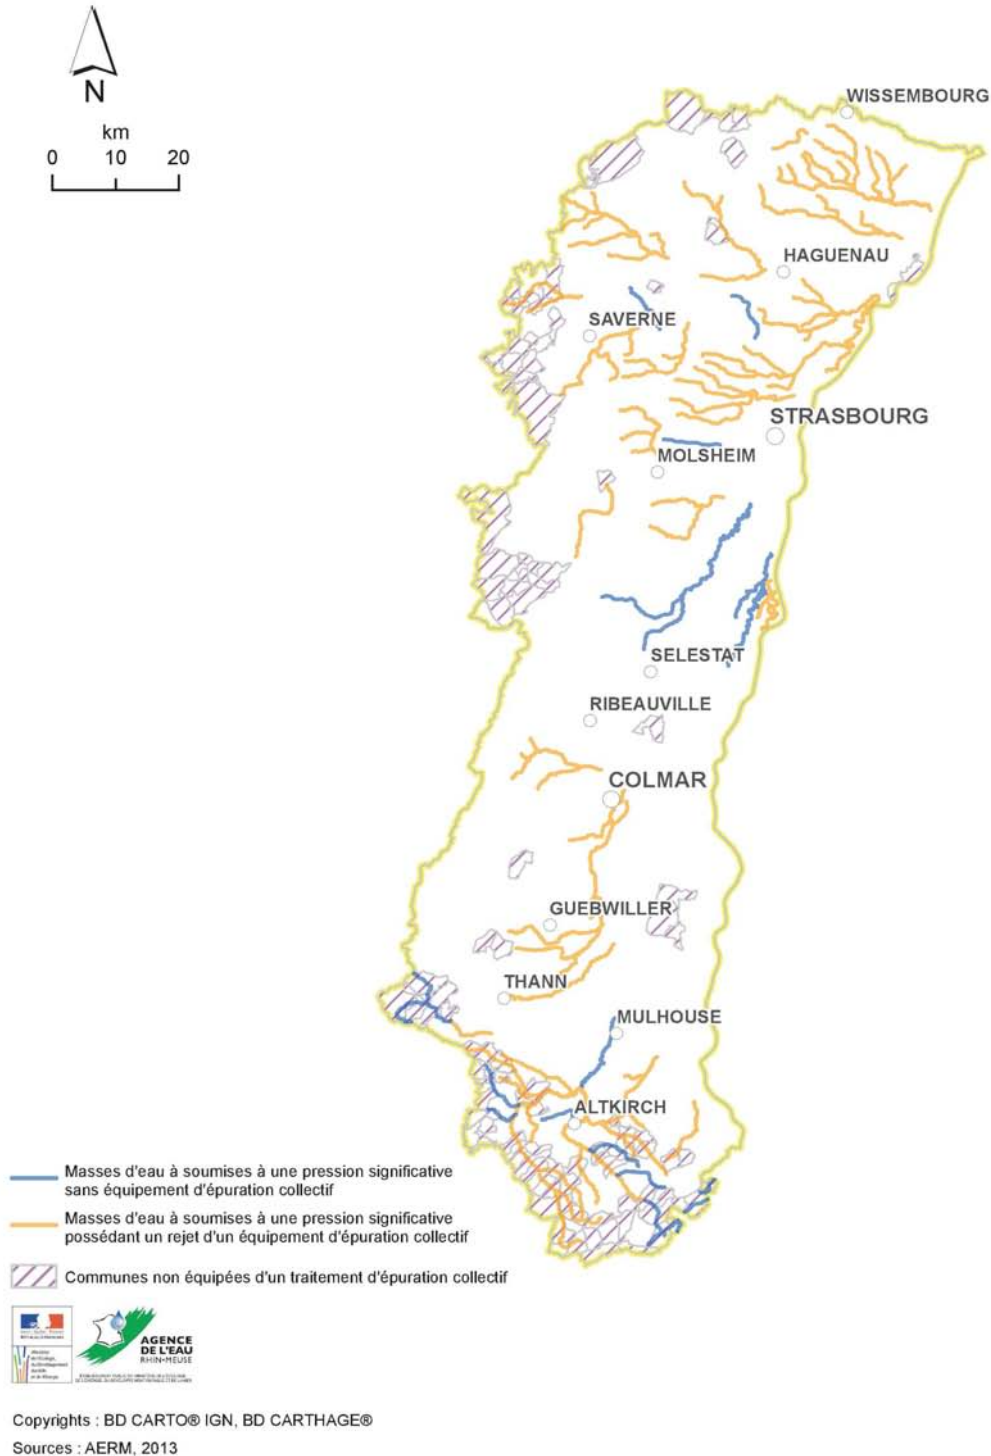 N
km
0 10 20
WISSEMBOURG
HAGUENAU
SAVERNE
STRASBOURG
MOLSHEIM
SELESTAT
RIBEAUVILLE
COLMAR
GUEBWILLER
THANN
MULHOUSE
ALTKIRCH
Masses d'eau à soumises à une pression significative
sans équipement d'épuration collectif
Masses d'eau à soumises à une pression significative
possédant un rejet d'un équipement d'épuration collectif
Communes non équipées d'un traitement d'épuration collectif
AGENCE
DE L'EAU
RHIN-MEUSE
Copyrights : BD CARTO® IGN, BD CARTHAGE®
Sources : AERM, 2013